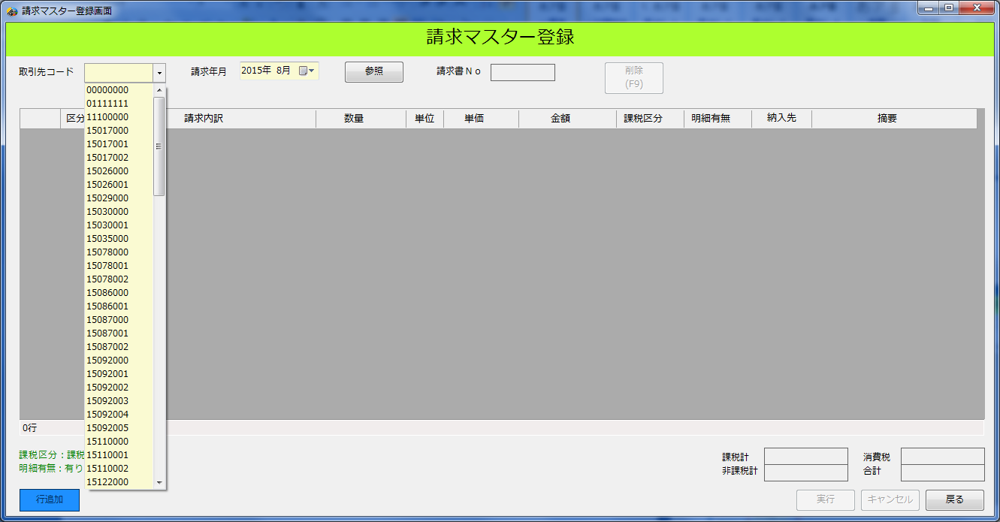 請求マスター登録画面
請求マスター登録
取引先コード 請求年月 2015年 8月 参照 請求書No 削除
(F9)
区分 請求内訳 数量 単位 単価 金額 課税区分 明細有無 納入先 摘要
00000000
01111111
11100000
15017000
15017001
15017002
15026000
15026001
15029000
15030000
15030001
15035000
15078000
15078001
15078002
15086000
15086001
15087000
15087001
15087002
15092000
15092001
15092002
15092003
15092004
15092005
15110000
15110001
15110002
15122000
0行
課税区分：課税
明細有無：有り
課税計 消費税
非課税計 合計
行追加 実行 キャンセル 戻る